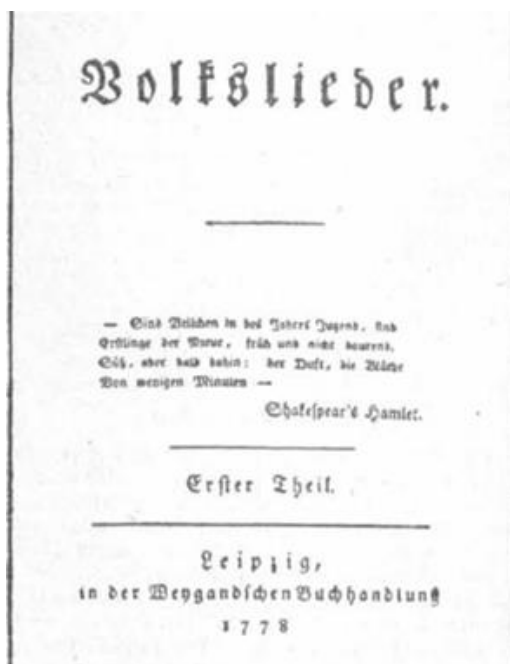 Volkslieder.
— Sind Veilchen in des Jahres Jugend, sind
Erstlinge der Natur, früh und nicht daurend,
Süß, aber bald dahin: der Duft, die Blüthe
Von wenigen Minuten —
Shakespear's Hamlet.
Erster Theil.
Leipzig,
in der Weygandschen Buchhandlung
1778